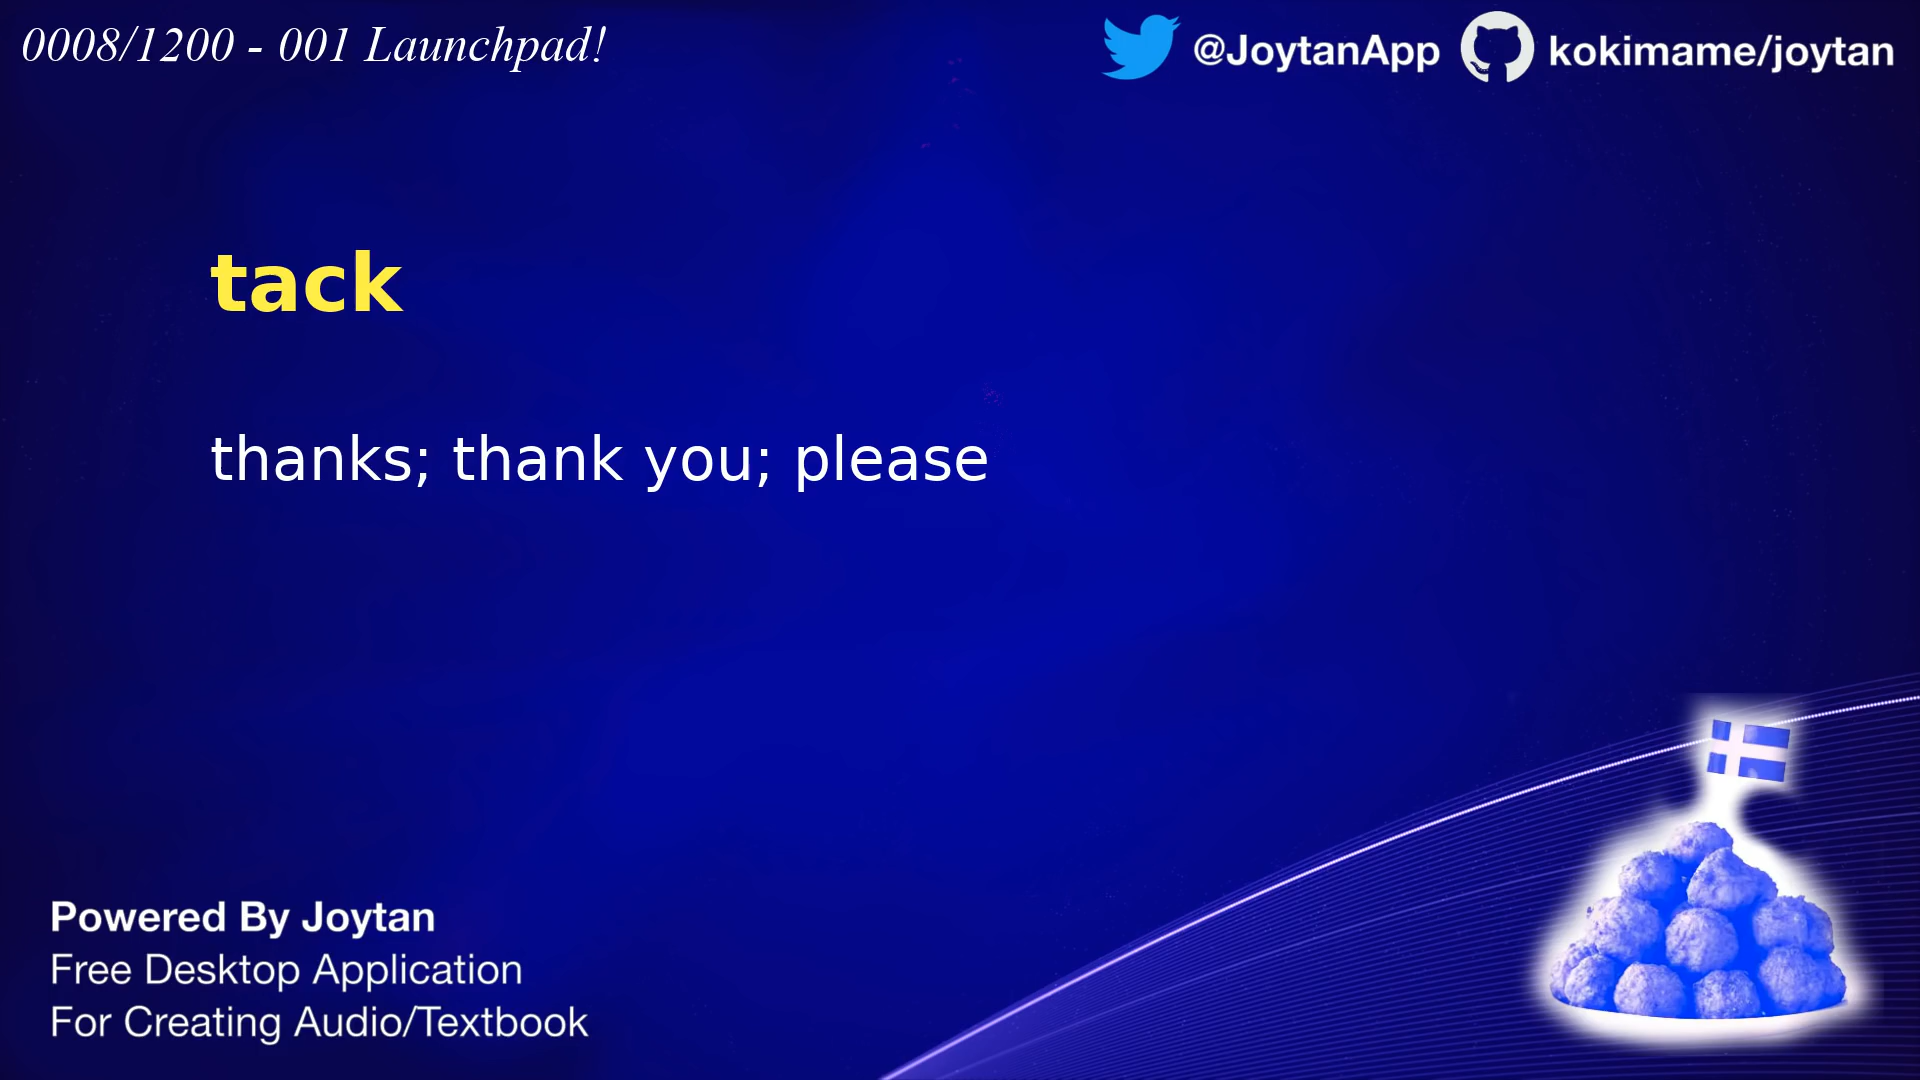 0008/1200 - 001 Launchpad!
@JoytanApp kokimame/joytan
tack
thanks; thank you; please
Powered By Joytan
Free Desktop Application
For Creating Audio/Textbook